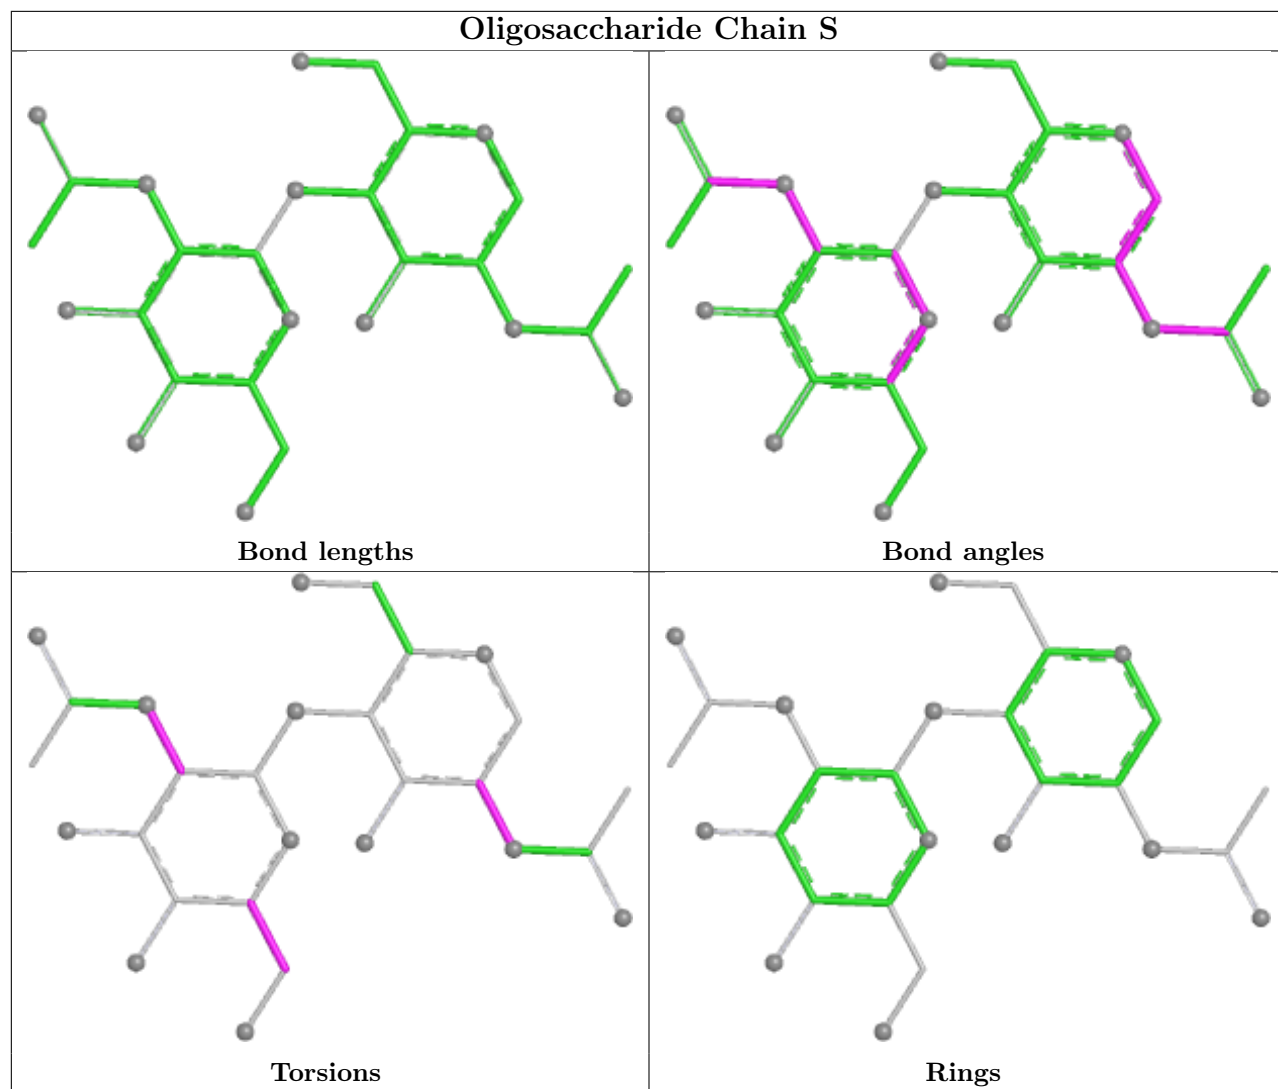 Oligosaccharide Chain S
Bond lengths
Bond angles
Torsions
Rings